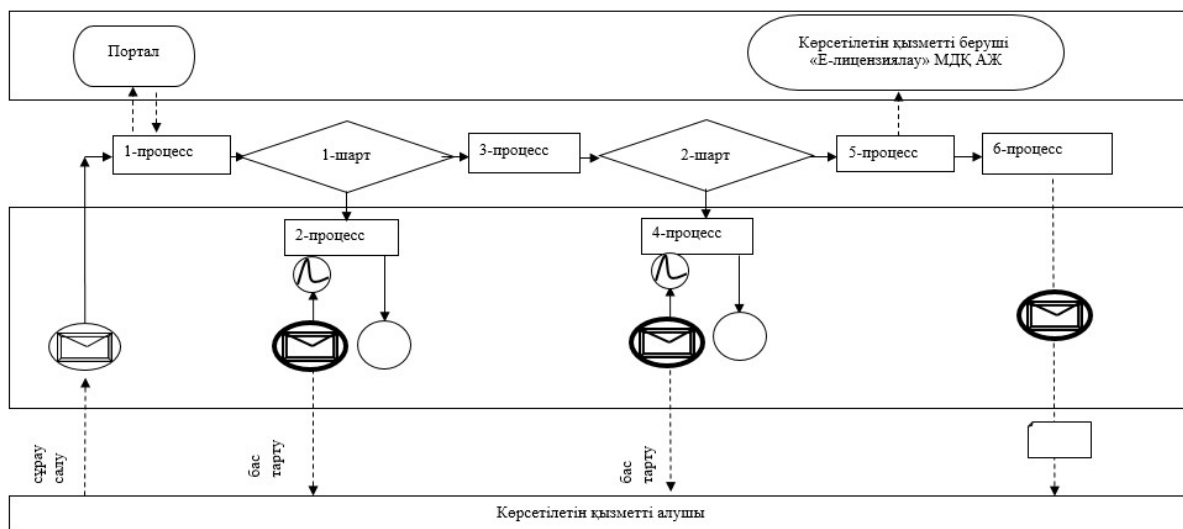 Портал
Көрсетілетін қызметті беруші
«Е-лицензиялау» МДҚ АЖ
1-процесс
1-шарт
3-процесс
2-шарт
5-процесс
6-процесс
2-процесс
4-процесс
сұрау
салу
бас
тарту
бас
тарту
Көрсетілетін қызметті алушы